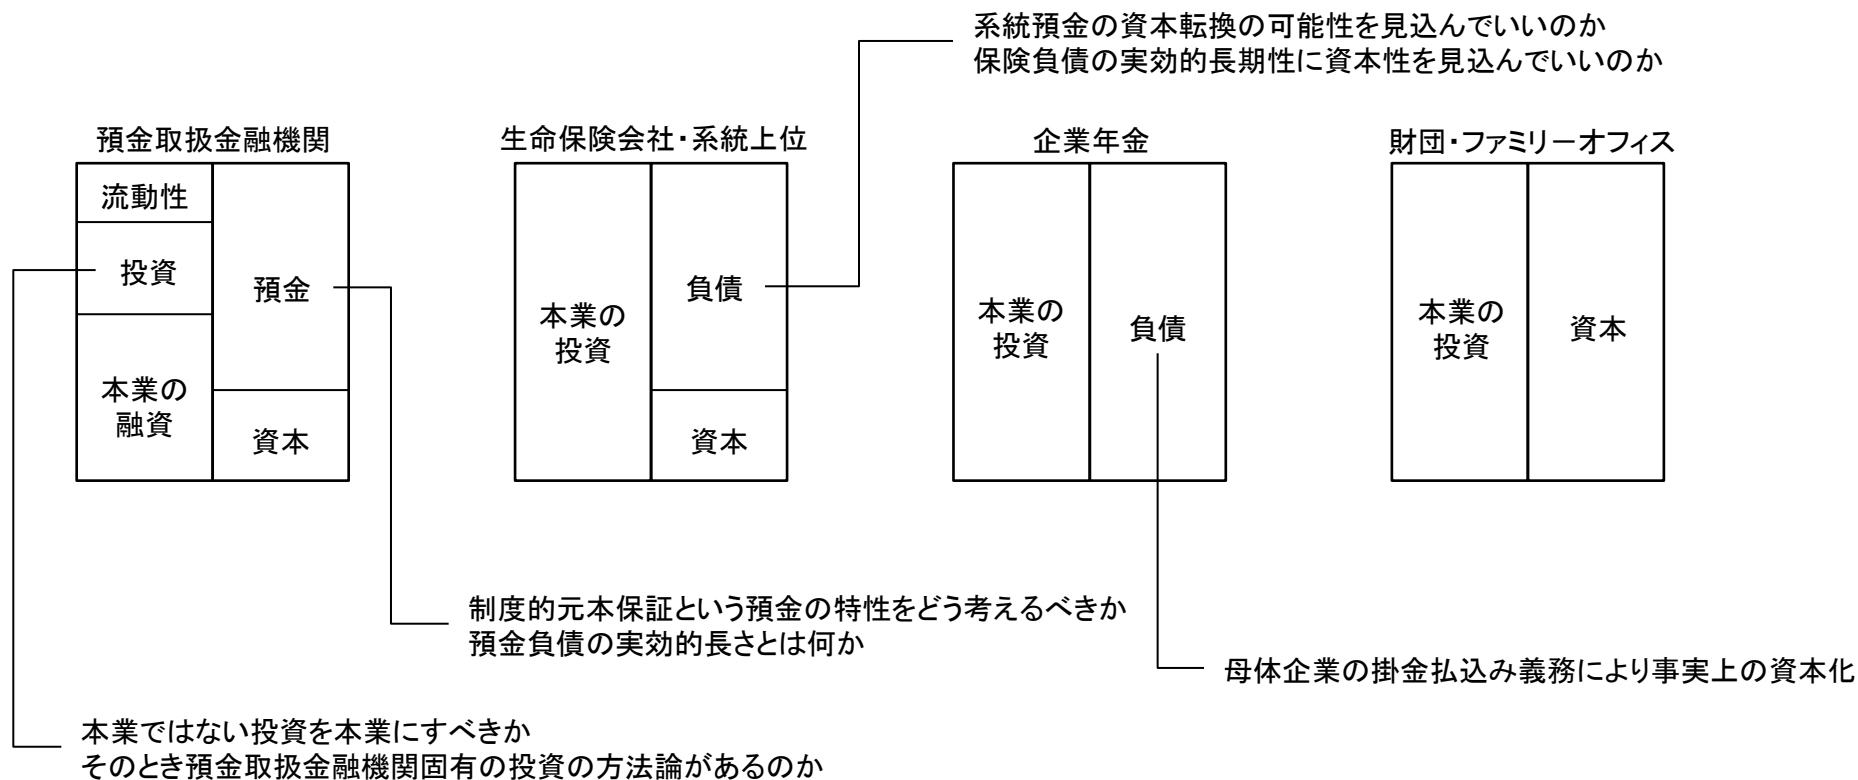 系統預金の資本転換の可能性を見込んでいいのか
保険負債の実効的長期性に資本性を見込んでいいのか
預金取扱金融機関
流動性
投資
本業の
融資
預金
資本
生命保険会社・系統上位
本業の
投資
負債
資本
企業年金
本業の
投資
負債
財団・ファミリーオフィス
本業の
投資
資本
制度的元本保証という預金の特性をどう考えるべきか
預金負債の実効的長さとは何か
母体企業の掛金払込み義務により事実上の資本化
本業ではない投資を本業にすべきか
そのとき預金取扱金融機関固有の投資の方法論があるのか